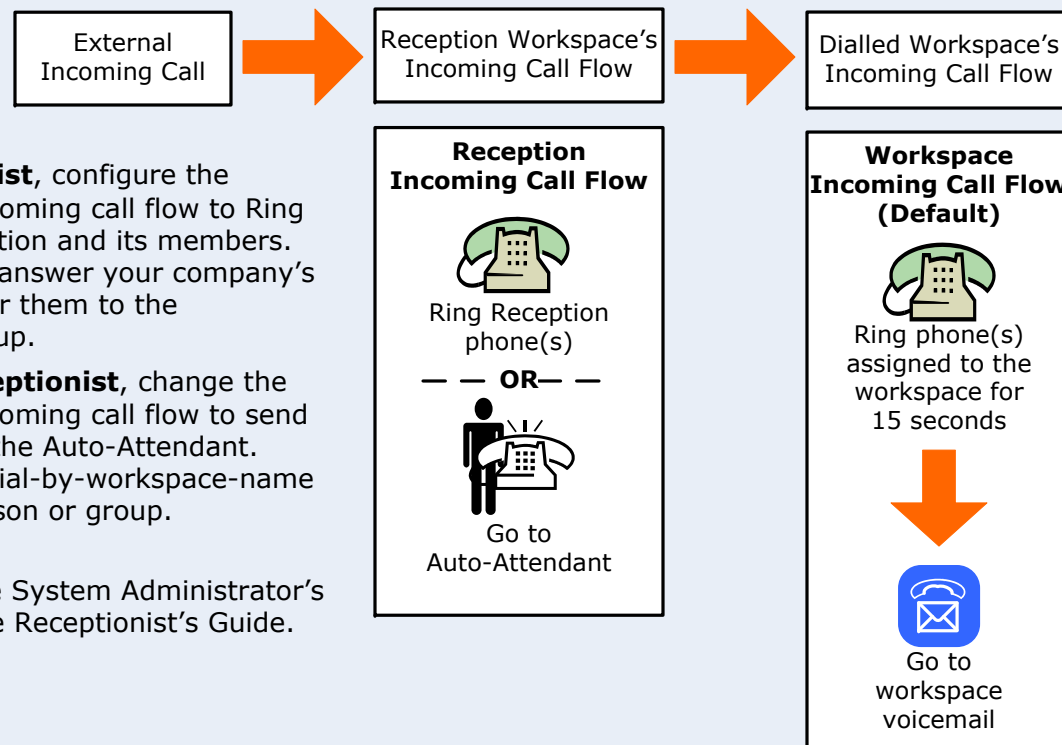 External
Incoming Call
Reception Workspace's
Incoming Call Flow
Dialled Workspace's
Incoming Call Flow
ist, configure the
oming call flow to Ring
tion and its members.
answer your company's
r them to the
up.
eptionist, change the
oming call flow to send
the Auto-Attendant.
ial-by-workspace-name
son or group.
e System Administrator's
e Receptionist's Guide.
Reception
Incoming Call Flow
Ring Reception
phone(s)
OR
Go to
Auto-Attendant
Workspace
Incoming Call Flow
(Default)
Ring phone(s)
assigned to the
workspace for
15 seconds
Go to
workspace
voicemail